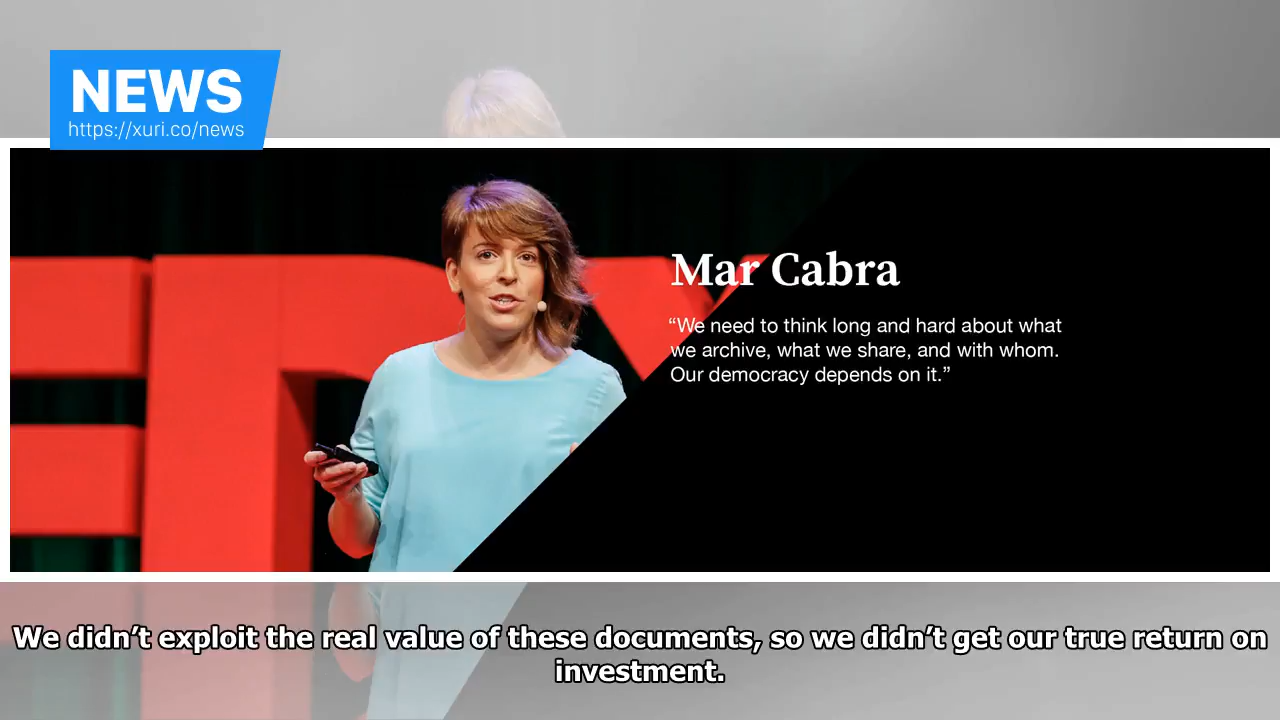 NEWS
https://xuri.co/news
Mar Cabra
“We need to think long and hard about what
we archive, what we share, and with whom.
Our democracy depends on it.”
We didn’t exploit the real value of these documents, so we didn’t get our true return on
investment.